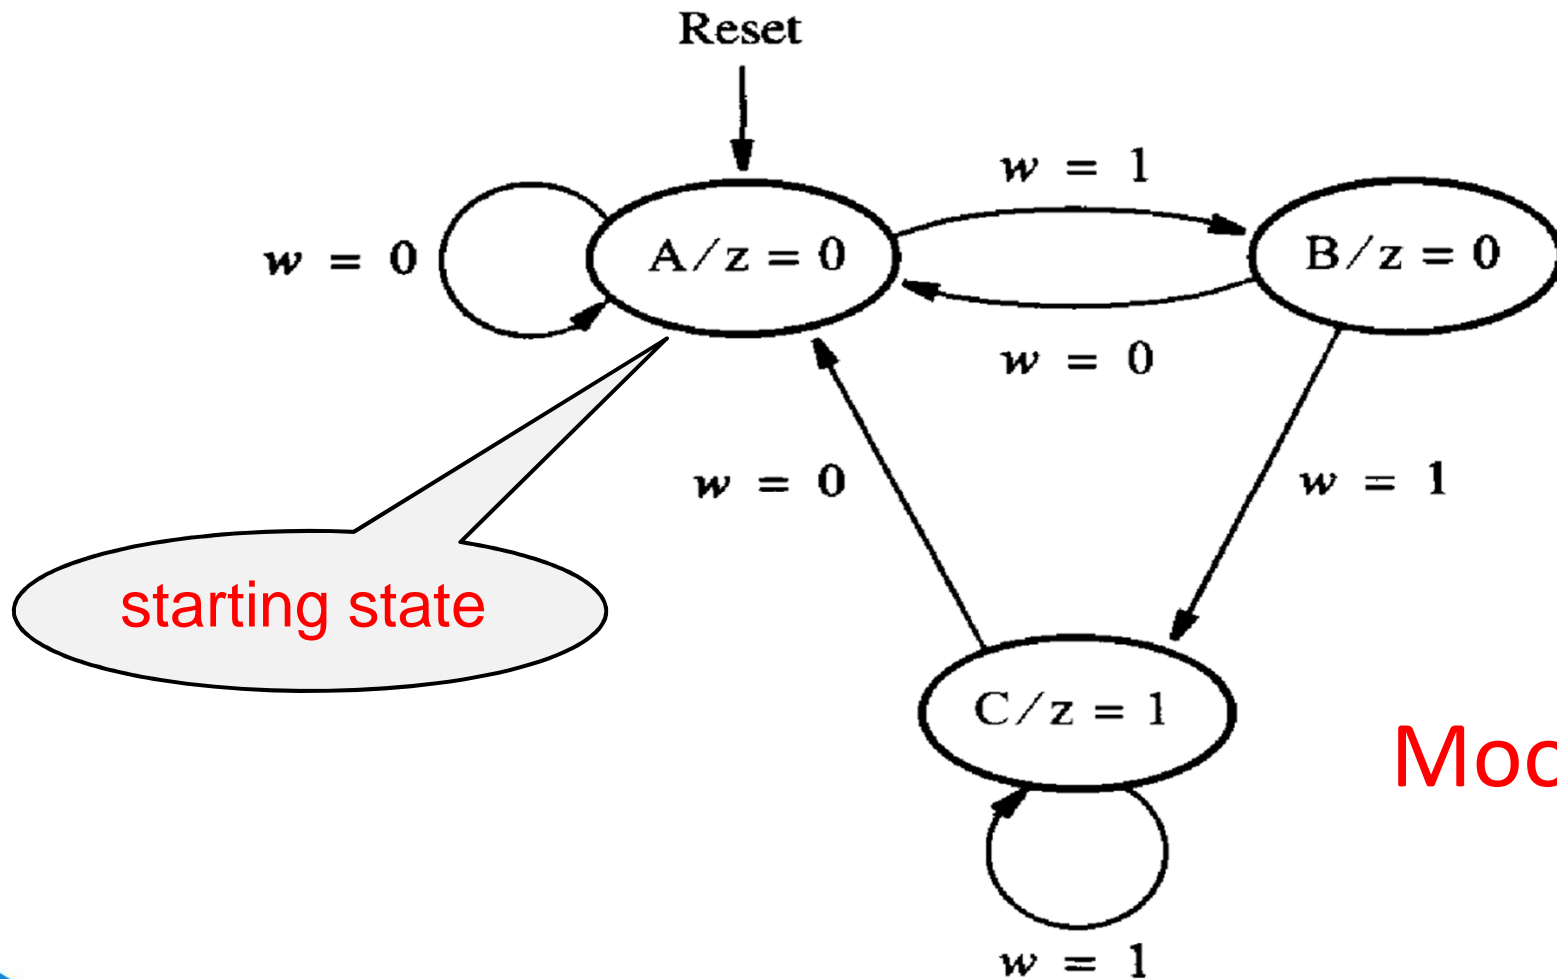 Reset
w = 1
w = 0
A/z = 0
B/z = 0
w = 0
w = 0
w = 1
starting state
C/z = 1
w = 1